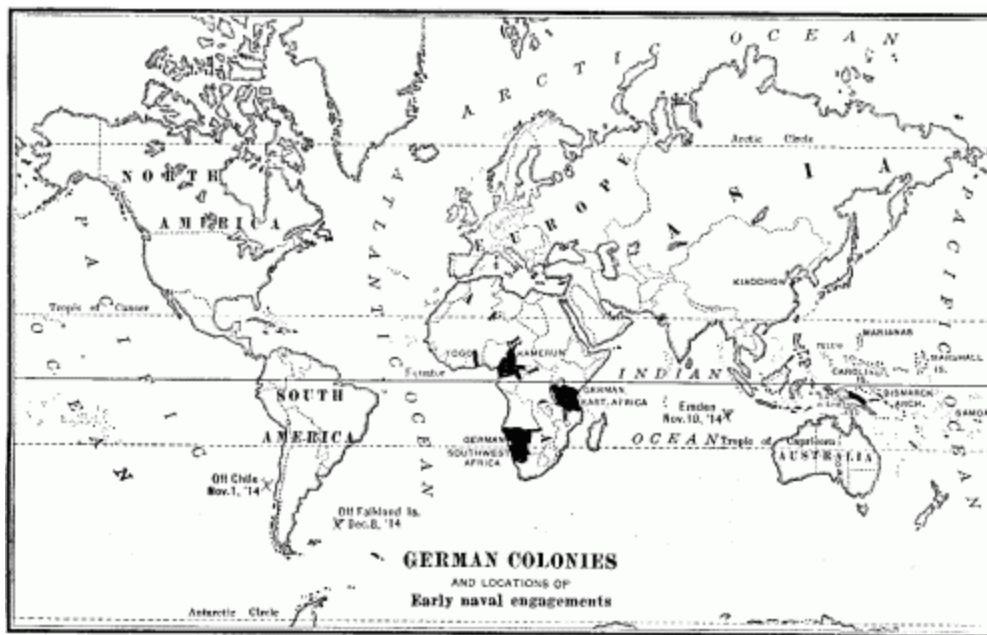 ARCTIC OCEAN
Arctic Circle
NORTH
AMERICA
ATLANTIC OCEAN
EUROPE
ASIA
PACIFIC OCEAN
PACIFIC OCEAN
KIAOCHOW
Tropic of Cancer
MARIANAS
TOGO
KAMERUN
MARSHALL
IS.
CAROLINE
IS.
INDIAN
OCEAN
BISMARCK
ARCH.
SAMOA
SOUTH
AMERICA
GERMAN
EAST AFRICA
Emden
Nov. 10, '14
GERMAN
SOUTHWEST
AFRICA
Tropic of Capricorn
AUSTRALIA
Off Chile
Nov. 1, '14
Off Falkland Is.
Dec. 8, '14
GERMAN COLONIES
AND LOCATIONS OF
Early naval engagements
Antarctic Circle